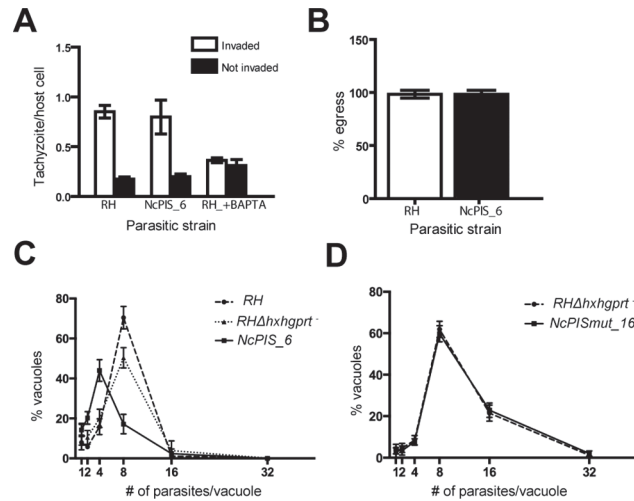 A
Tachyzoite/host cell
1.5
1.0
0.5
0.0
Invaded
Not invaded
RH NcPIS_6 RH_+BAPTA
Parasitic strain
B
% egress
150
100
50
0
RH NcPIS_6
Parasitic strain
C
% vacuoles
80
60
40
20
0
RH
RHΔhxhgprt -
NcPIS_6
1 2 4 8 16 32
# of parasites/vacuole
D
% vacuoles
80
60
40
20
0
RHΔhxhgprt -
NcPISmut_16
1 2 4 8 16 32
# of parasites/vacuole